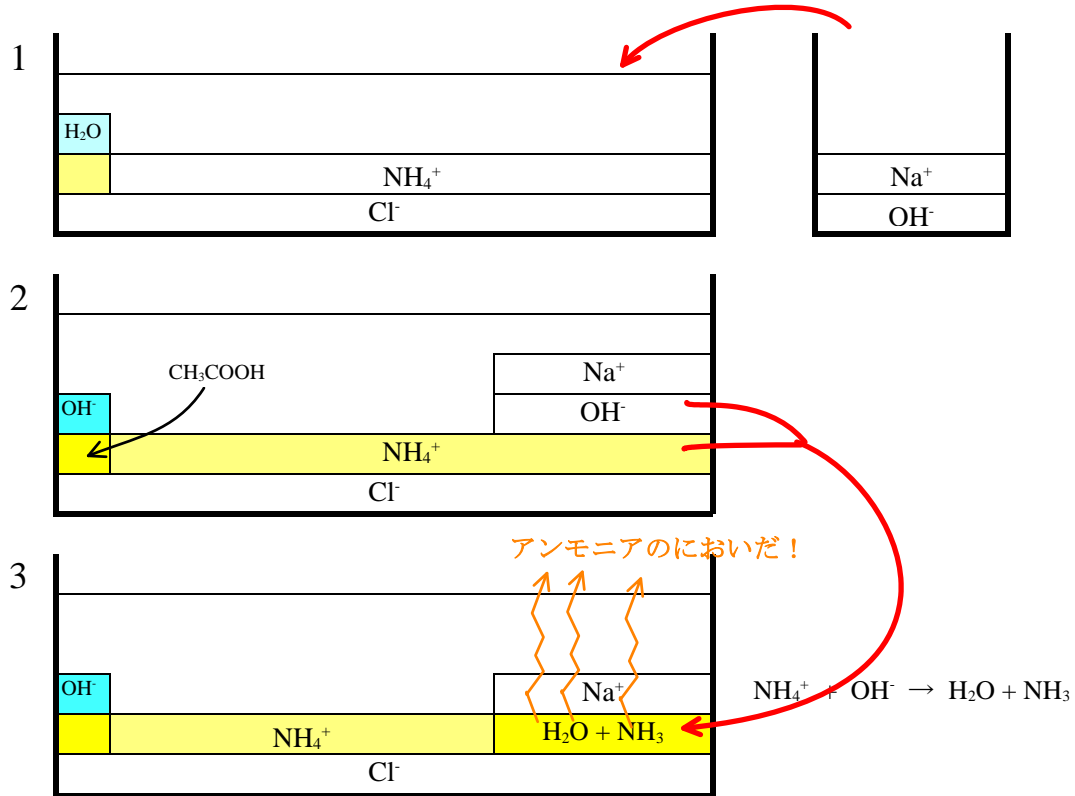 1
H₂O
NH₄⁺
Cl⁻
Na⁺
OH⁻
2
CH₃COOH
Na⁺
OH⁻
OH⁻
NH₄⁺
Cl⁻
アンモニアのにおいだ！
3
OH⁻
Na⁺
NH₄⁺ + OH⁻ → H₂O + NH₃
NH₄⁺
H₂O + NH₃
Cl⁻